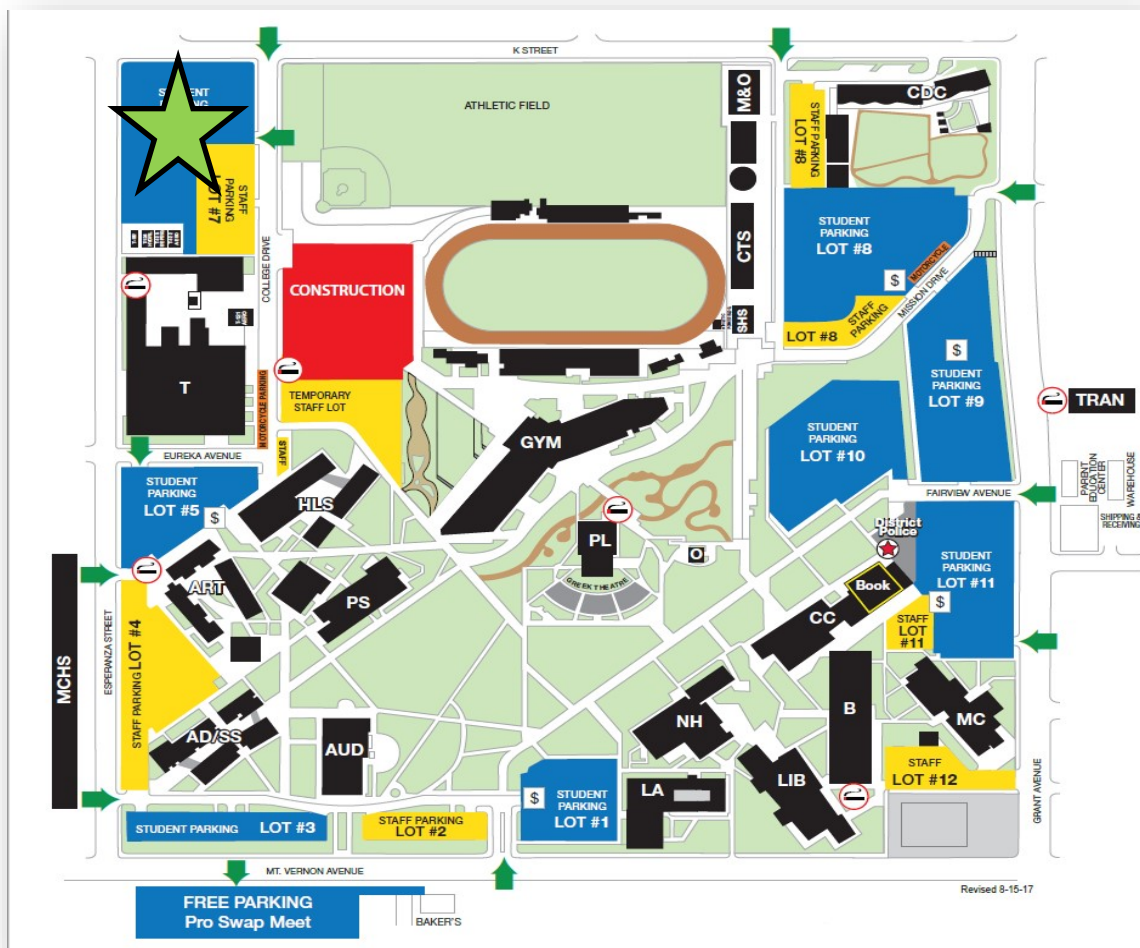 K STREET
STUDENT
STAFF
PARKING
LOT #7
ATHLETIC FIELD
M&O
STAFF PARKING
LOT #8
CDC
COLLEGE DRIVE
CONSTRUCTION
CTS
STUDENT
PARKING
LOT #8
$
MOTORCYCLE
MISSION DRIVE
STAFF
PARKING
LOT #8
SHS
T
MOTORCYCLE PARKING
TEMPORARY
STAFF LOT
STAFF
GYM
$
STUDENT
PARKING
LOT #9
TRAN
STUDENT
PARKING
LOT #10
EUREKA AVENUE
STUDENT
PARKING
LOT #5
$
HLS
PARENT
EDUCATION
CENTER
WAREHOUSE
SHIPPING &
RECEIVING
FAIRVIEW AVENUE
District
Police
PL
GREEK THEATRE
O
STUDENT
PARKING
LOT #11
$
Book
CC
STAFF
LOT
#11
ART
PS
MCHS
ESPERANZA STREET
STAFF PARKING LOT #4
AD/SS
AUD
NH
B
MC
LIB
LA
STAFF
LOT #12
GRANT AVENUE
$
STUDENT
PARKING
LOT #1
STUDENT PARKING LOT #3
STAFF PARKING
LOT #2
MT. VERNON AVENUE
Revised 8-15-17
FREE PARKING
Pro Swap Meet
BAKER'S